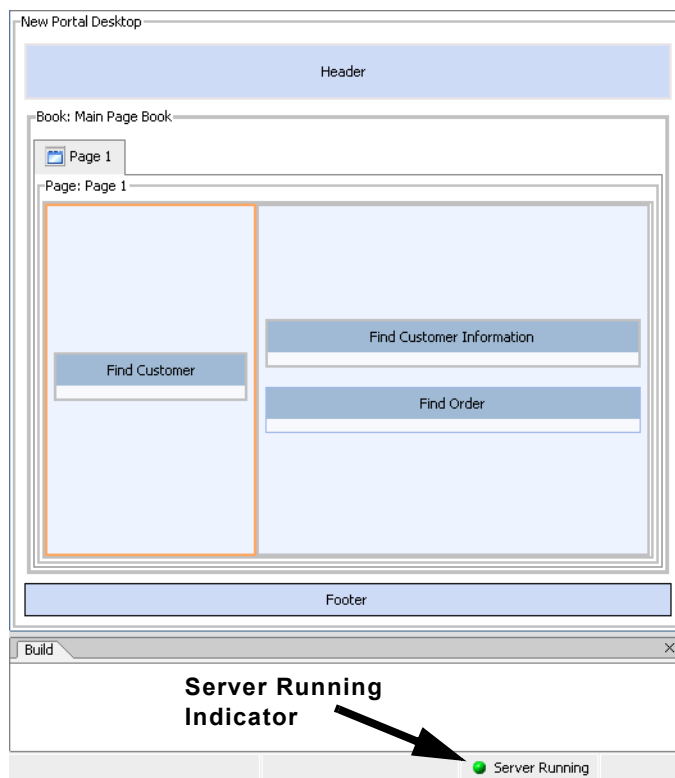 New Portal Desktop
Header
Book: Main Page Book
Page 1
Page: Page 1
Find Customer Information
Find Customer
Find Order
Footer
Build
Server Running
Indicator
Server Running